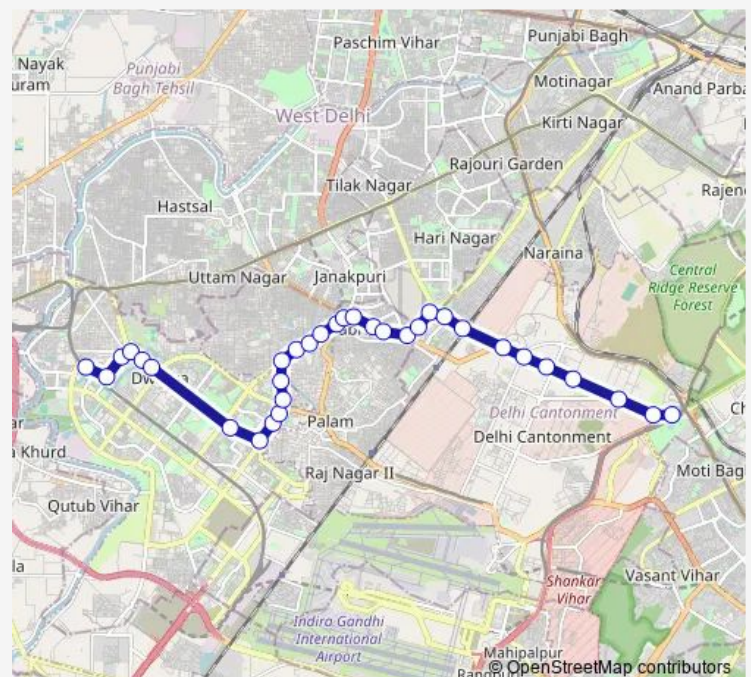 Paschim Vihar
Punjabi Bagh
Nayak
uram
Punjabi
Bagh Tehsil
Motinagar
Anand Parba
West Delhi
Kirti Nagar
Rajouri Garden
Tilak Nagar
Rajen
Hastsal
Hari Nagar
Naraina
Uttam Nagar
Janakpuri
Central
Ridge Reserve
Forest
Palam
Delhi Cantonment
Delhi Cantonment
Ch
ar
a Khurd
Raj Nagar II
Moti Bag
Qutub Vihar
la
Shankar
Vihar
Vasant Vihar
Indira Gandhi
International
Airport
Mahipalpur
© OpenStreetMap contributors